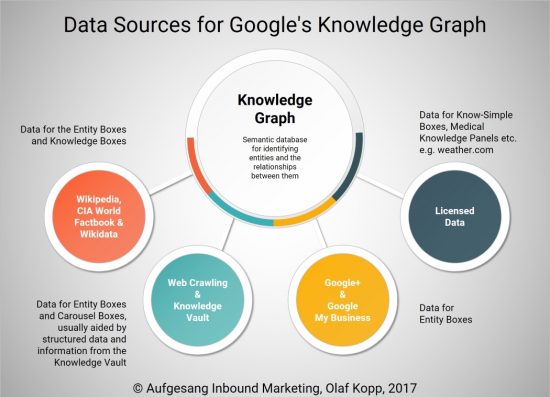 Data Sources for Google's Knowledge Graph
Knowledge
Graph
Semantic database
for identifying
entities and the
relationships
between them
Data for the Entity Boxes
and Knowledge Boxes
Data for Know-Simple
Boxes, Medical
Knowledge Panels etc.
e.g. weather.com
Wikipedia,
CIA World
Factbook &
Wikidata
Licensed
Data
Web Crawling
&
Knowledge
Vault
Google+
&
Google
My Business
Data for Entity Boxes
and Carousel Boxes,
usually aided by
structured data and
information from the
Knowledge Vault
Data for
Entity Boxes
© Aufgesang Inbound Marketing, Olaf Kopp, 2017